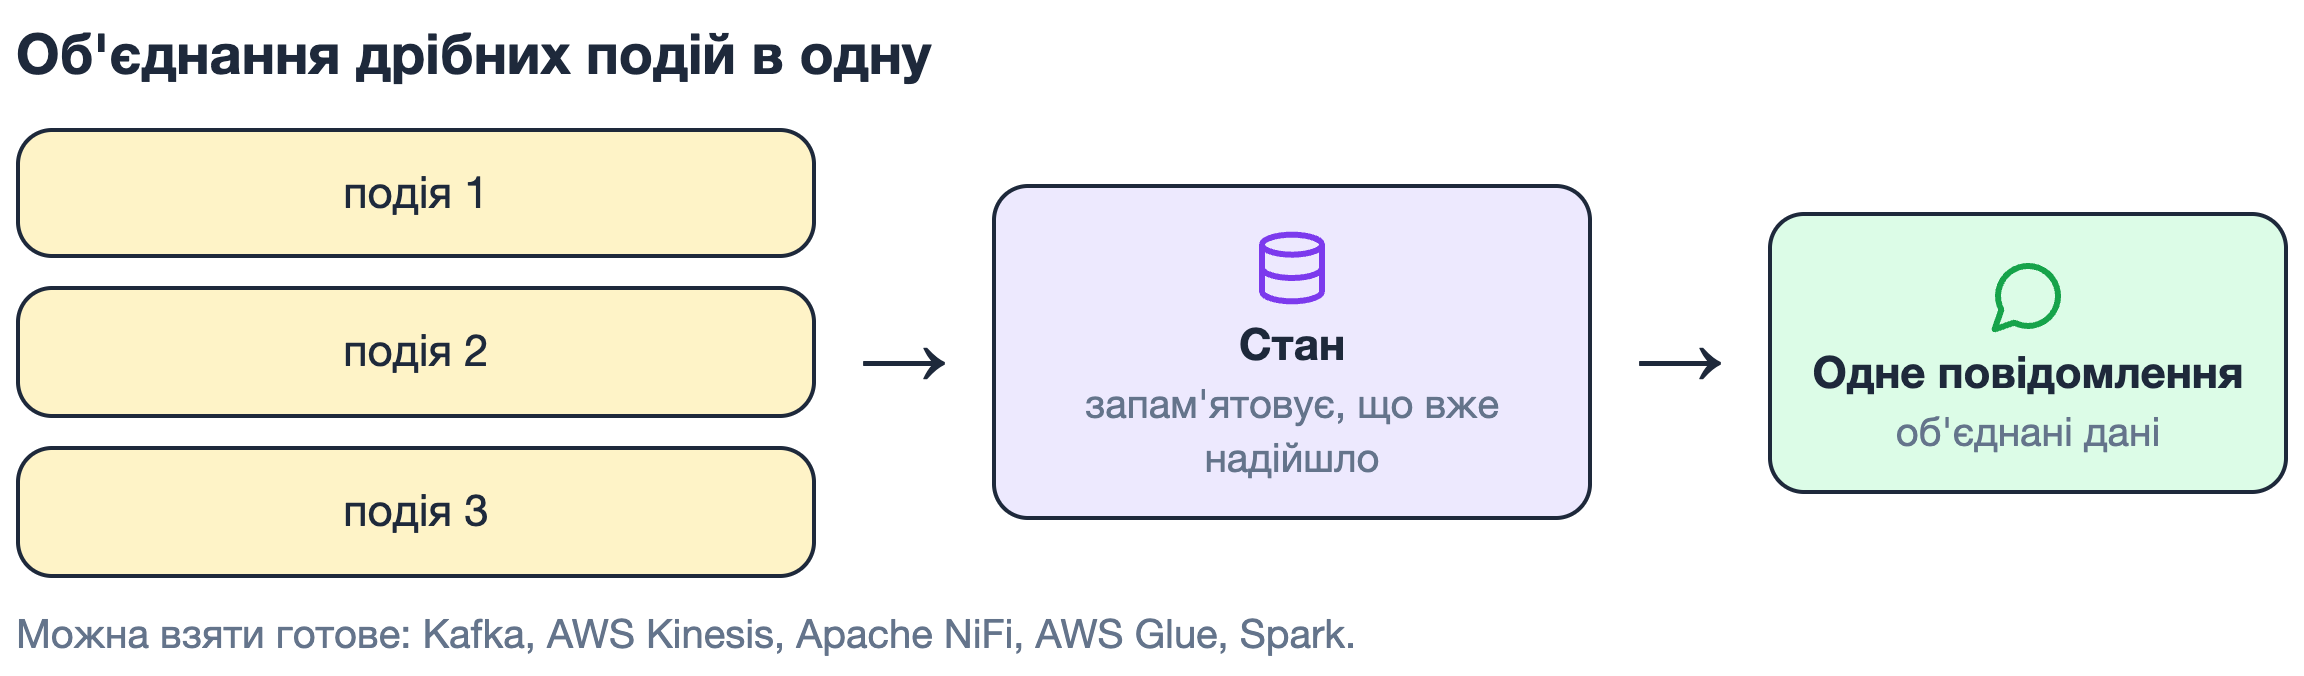 Об'єднання дрібних подій в одну
подія 1
подія 2
подія 3
Стан
запам'ятовує, що вже
надійшло
Одне повідомлення
об'єднані дані
Можна взяти готове: Kafka, AWS Kinesis, Apache NiFi, AWS Glue, Spark.